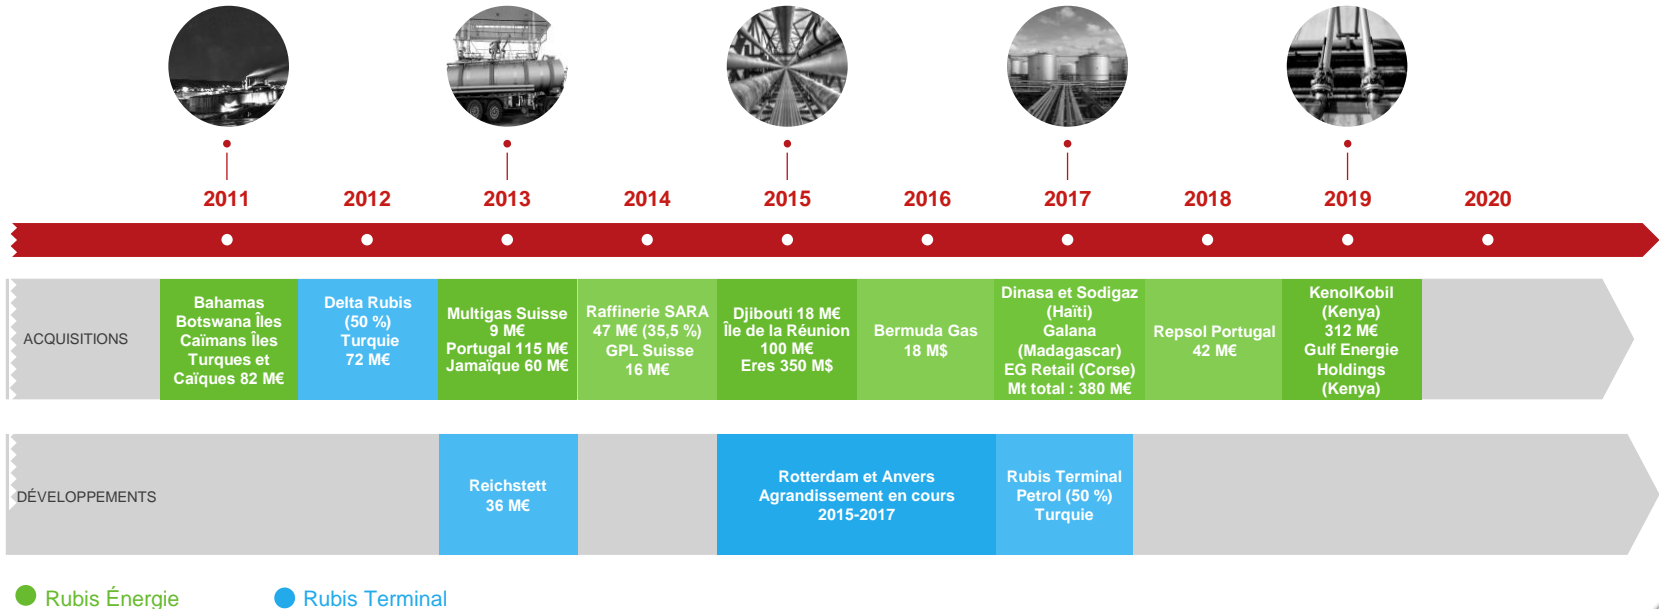 2011
2012
2013
2014
2015
2016
2017
2018
2019
2020
ACQUISITIONS
Bahamas
Botswana Îles
Caïmans Îles
Turques et
Caïques 82 M€
Delta Rubis
(50 %)
Turquie
72 M€
Multigas Suisse
9 M€
Portugal 115 M€
Jamaïque 60 M€
Raffinerie SARA
47 M€ (35,5 %)
GPL Suisse
16 M€
Djibouti 18 M€
Île de la Réunion
100 M€
Eres 350 M$
Bermuda Gas
18 M$
Dinasa et Sodigaz
(Haïti)
Galana
(Madagascar)
EG Retail (Corse)
Mt total : 380 M€
Repsol Portugal
42 M€
KenolKobil
(Kenya)
312 M€
Gulf Energie
Holdings
(Kenya)
DÉVELOPPEMENTS
Reichstett
36 M€
Rotterdam et Anvers
Agrandissement en cours
2015-2017
Rubis Terminal
Petrol (50 %)
Turquie
Rubis Énergie
Rubis Terminal